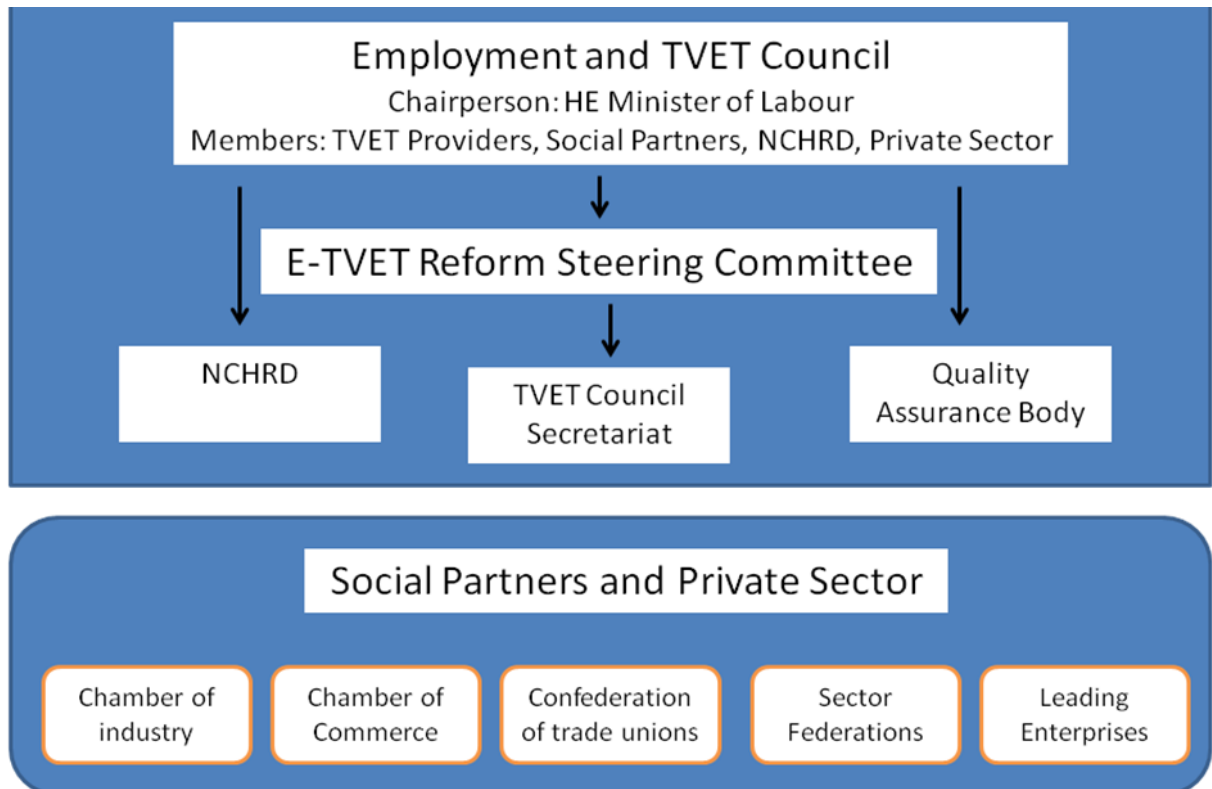 Employment and TVET Council
Chairperson: HE Minister of Labour
Members: TVET Providers, Social Partners, NCHRD, Private Sector
E-TVET Reform Steering Committee
NCHRD
TVET Council
Secretariat
Quality
Assurance Body
Social Partners and Private Sector
Chamber of
industry
Chamber of
Commerce
Confederation
of trade unions
Sector
Federations
Leading
Enterprises